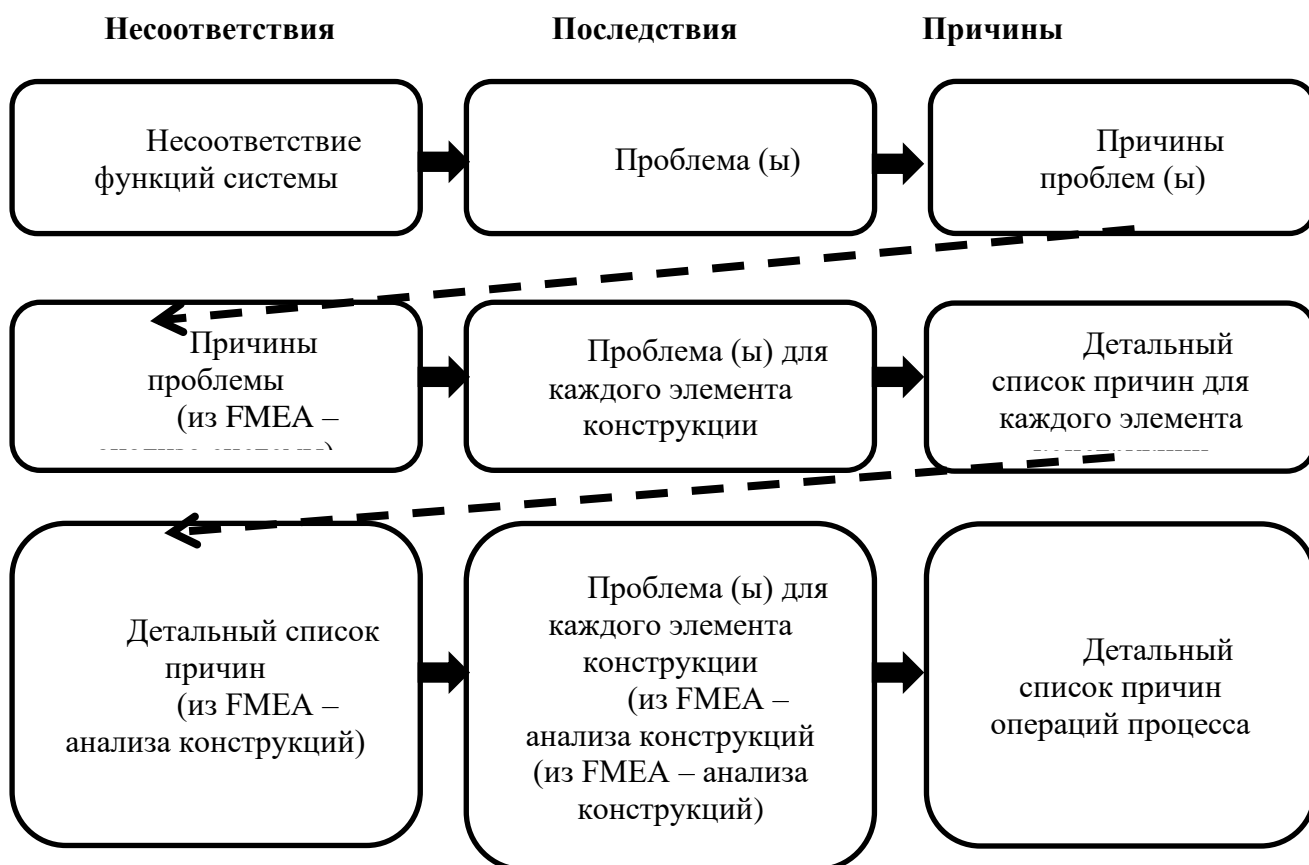 Несоответствия
Последствия
Причины
Несоответствие
функций системы
Проблема (ы)
Причины
проблем (ы)
Причины
проблемы
(из FMEA –
Проблема (ы) для
каждого элемента
конструкции
Детальный
список причин для
каждого элемента
Детальный список
причин
(из FMEA –
анализа конструкций)
Проблема (ы) для
каждого элемента
конструкции
(из FMEA –
анализа конструкций
(из FMEA – анализа
конструкций)
Детальный
список причин
операций процесса